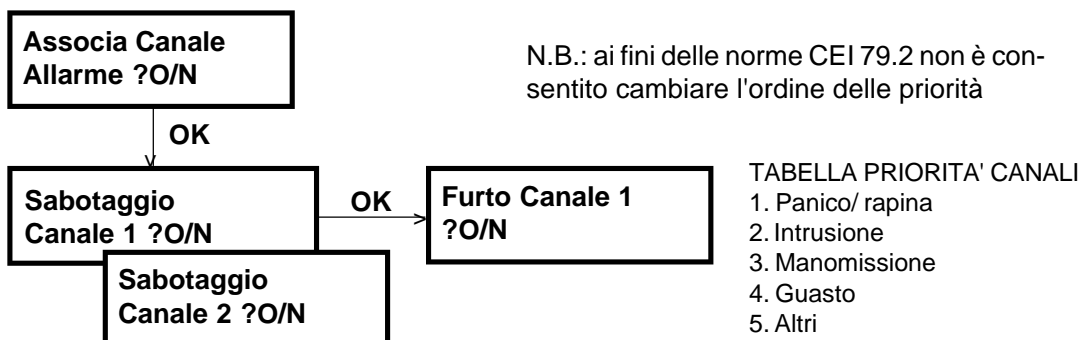 Associa Canale
Allarme ?O/N
N.B.: ai fini delle norme CEI 79.2 non è con-
sentito cambiare l'ordine delle priorità
OK
Sabotaggio
Canale 1 ?O/N
OK
Furto Canale 1
?O/N
Sabotaggio
Canale 2 ?O/N
TABELLA PRIORITA' CANALI
1. Panico/ rapina
2. Intrusione
3. Manomissione
4. Guasto
5. Altri